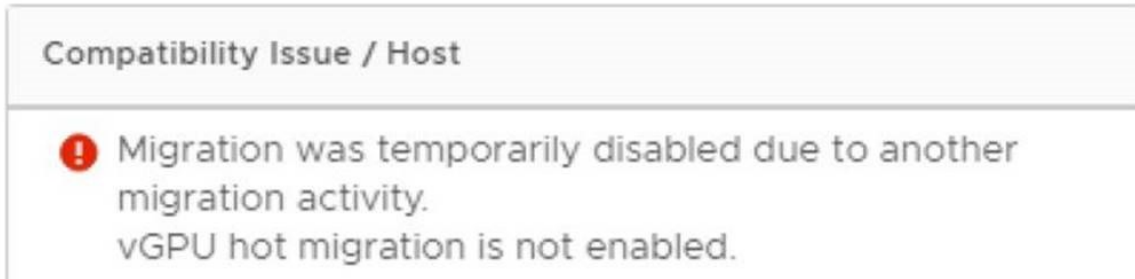 Compatibility Issue / Host
Migration was temporarily disabled due to another
migration activity.
vGPU hot migration is not enabled.